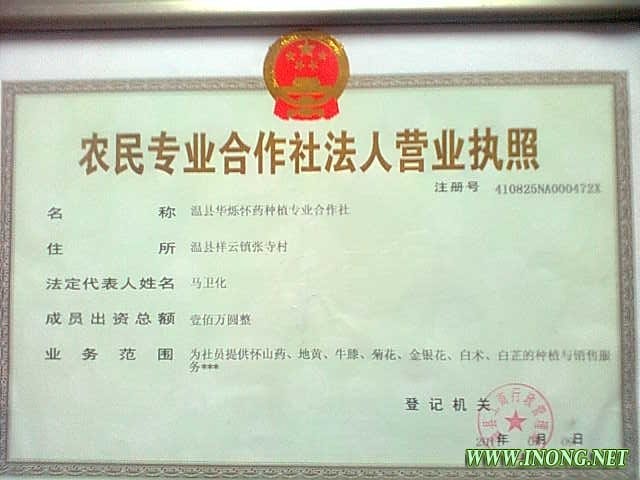 农民专业合作社法人营业执照
注册号 410825NA000472X
名称 温县华烁怀药种植专业合作社
住所 温县祥云镇张寺村
法定代表人姓名 马卫化
成员出资总额 壹佰万圆整
业务范围 为社员提供怀山药、地黄、牛膝、菊花、金银花、白术、白芷的种植与销售服
务***
登记机关
年 月 日
WWW.INONG.NET